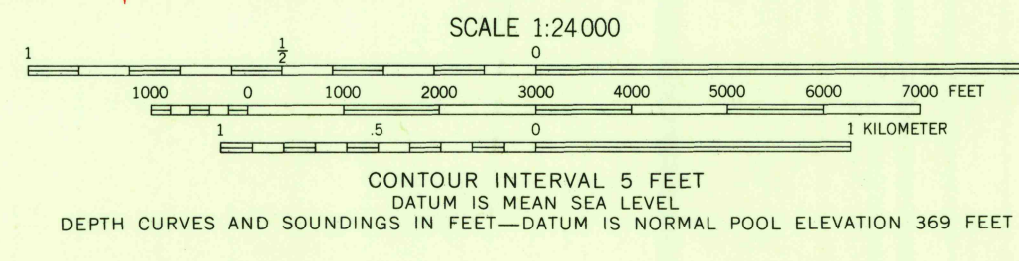 SCALE 1:24 000
1 ½ 0
1000 0 1000 2000 3000 4000 5000 6000 7000 FEET
1 .5 0 1 KILOMETER
CONTOUR INTERVAL 5 FEET
DATUM IS MEAN SEA LEVEL
DEPTH CURVES AND SOUNDINGS IN FEET—DATUM IS NORMAL POOL ELEVATION 369 FEET